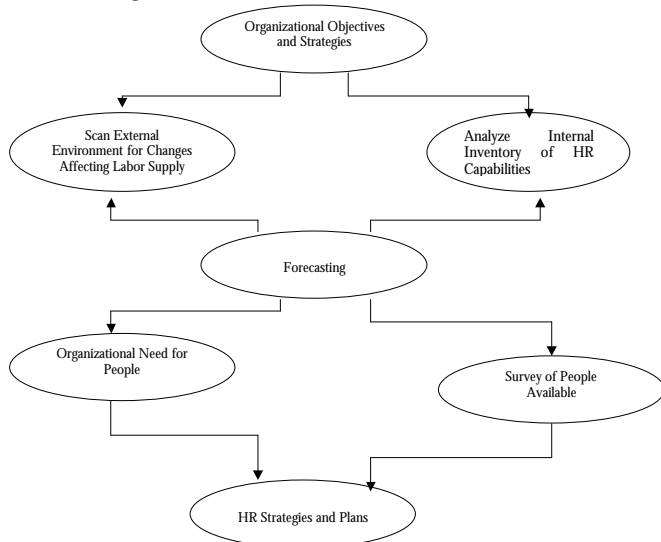 Organizational Objectives
and Strategies
Scan External
Environment for Changes
Affecting Labor Supply
Analyze Internal
Inventory of HR
Capabilities
Forecasting
Organizational Need for
People
Survey of People
Available
HR Strategies and Plans